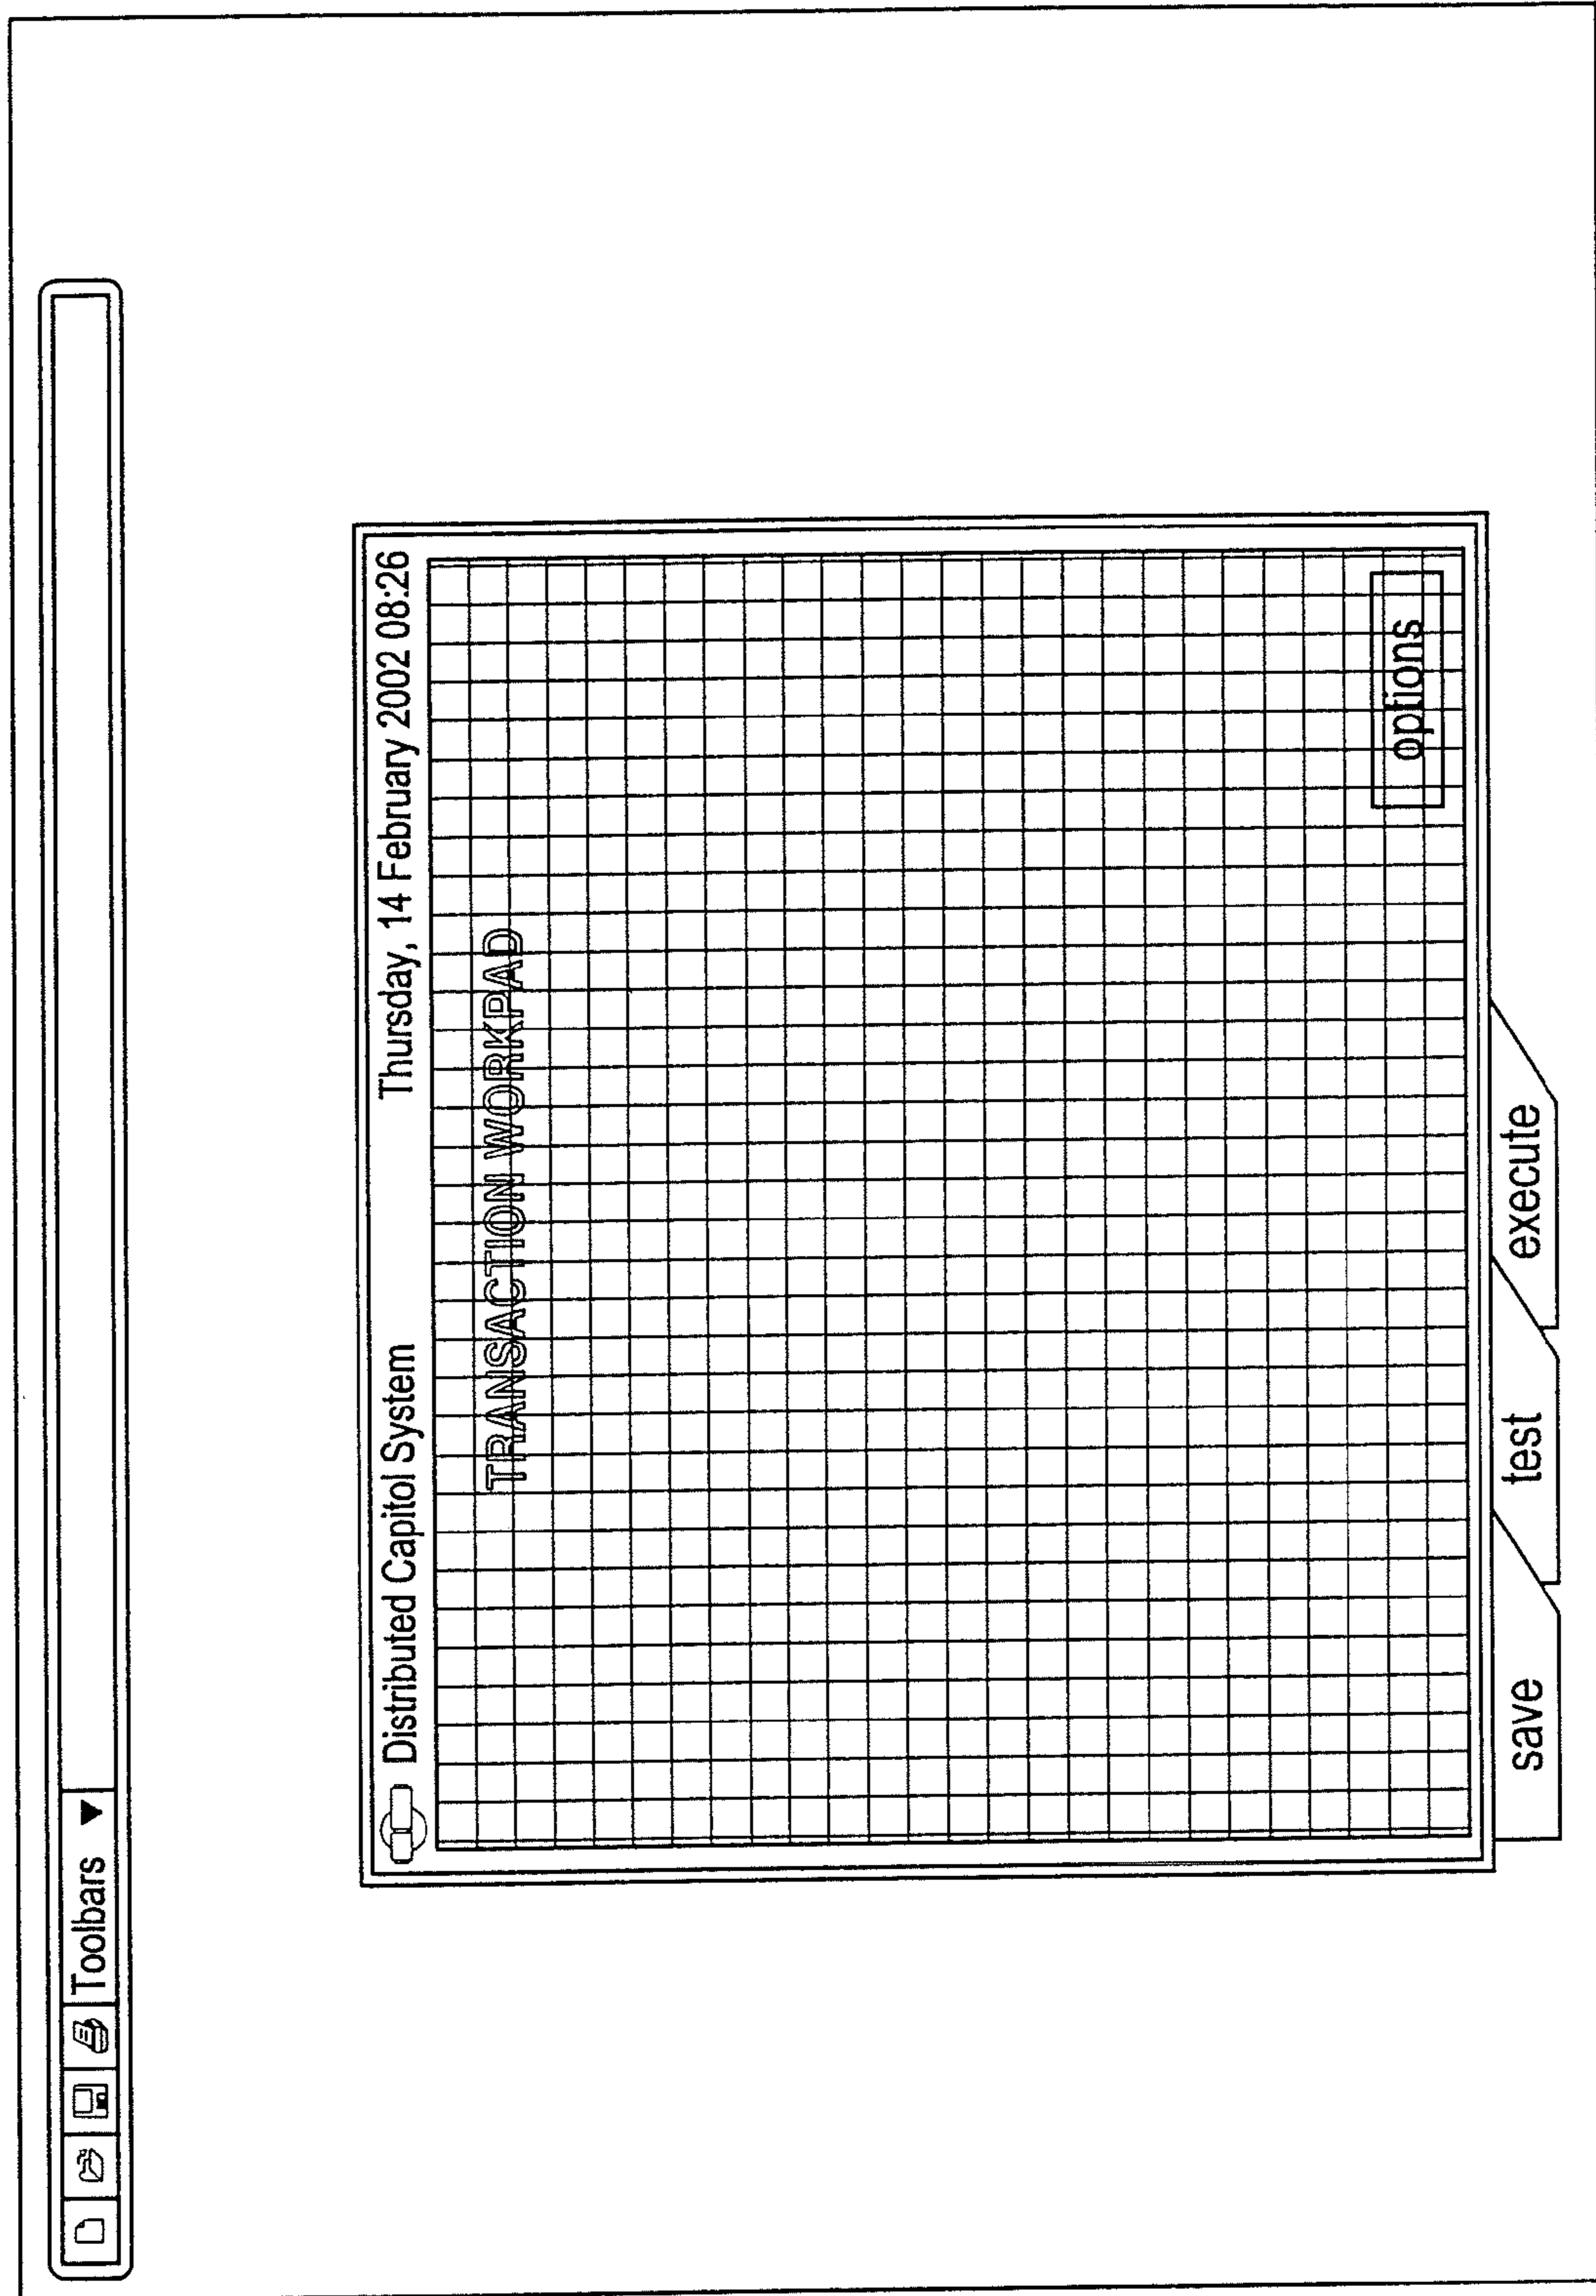 Toolbars
Distributed Capitol System
Thursday, 14 February 2002 08:26
TRANSACTION WORKPAD
options
save
test
execute